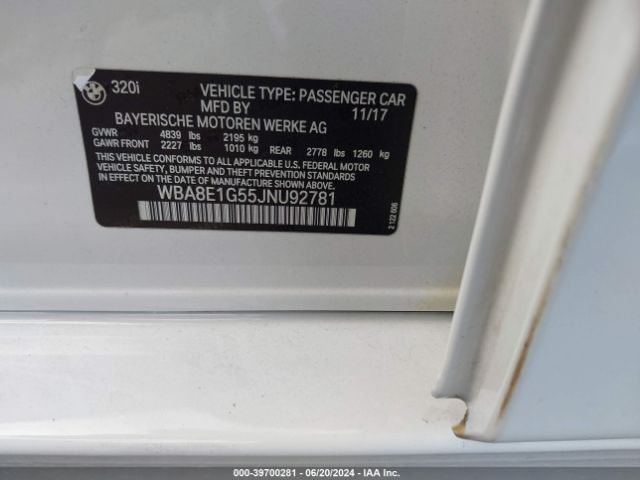 320i VEHICLE TYPE: PASSENGER CAR
MFD BY 11/17
BAYERISCHE MOTOREN WERKE AG
GVWR 4839 lbs 2195 kg
GAWR FRONT 2227 lbs 1010 kg REAR 2778 lbs 1260 kg
THIS VEHICLE CONFORMS TO ALL APPLICABLE U.S. FEDERAL MOTOR
VEHICLE SAFETY, BUMPER AND THEFT PREVENTION STANDARDS
IN EFFECT ON THE DATE OF MANUFACTURE SHOWN ABOVE.
WBA8E1G55JNU92781
2 122 606
000-39700281 - 06/20/2024 - IAA Inc.